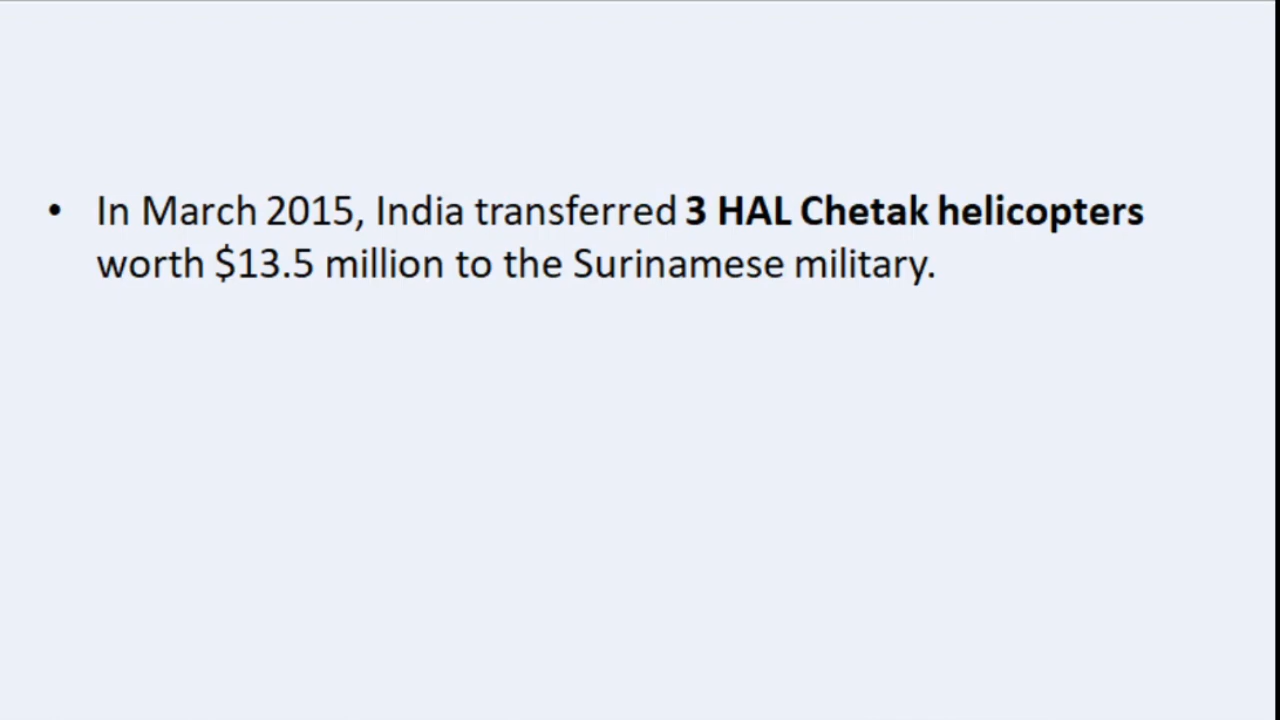 • In March 2015, India transferred 3 HAL Chetak helicopters
worth $13.5 million to the Surinamese military.